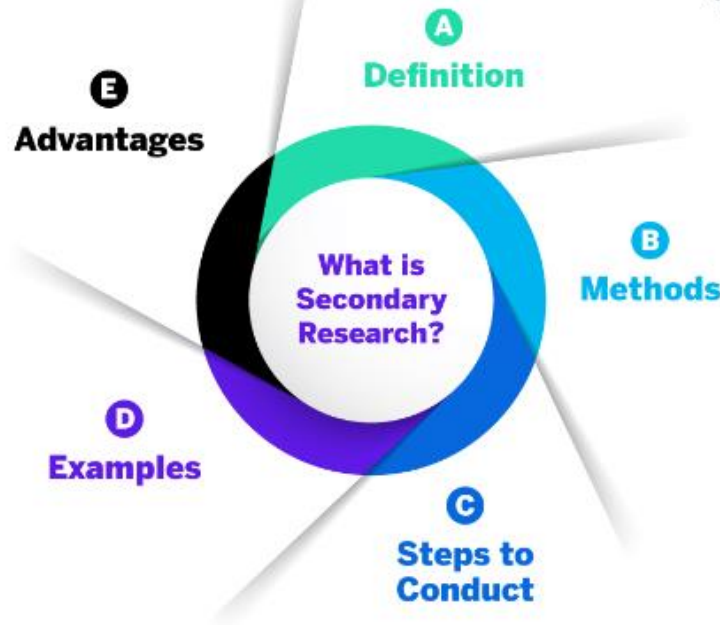 What is
Secondary
Research?
A
Definition
B
Methods
C
Steps to
Conduct
D
Examples
E
Advantages